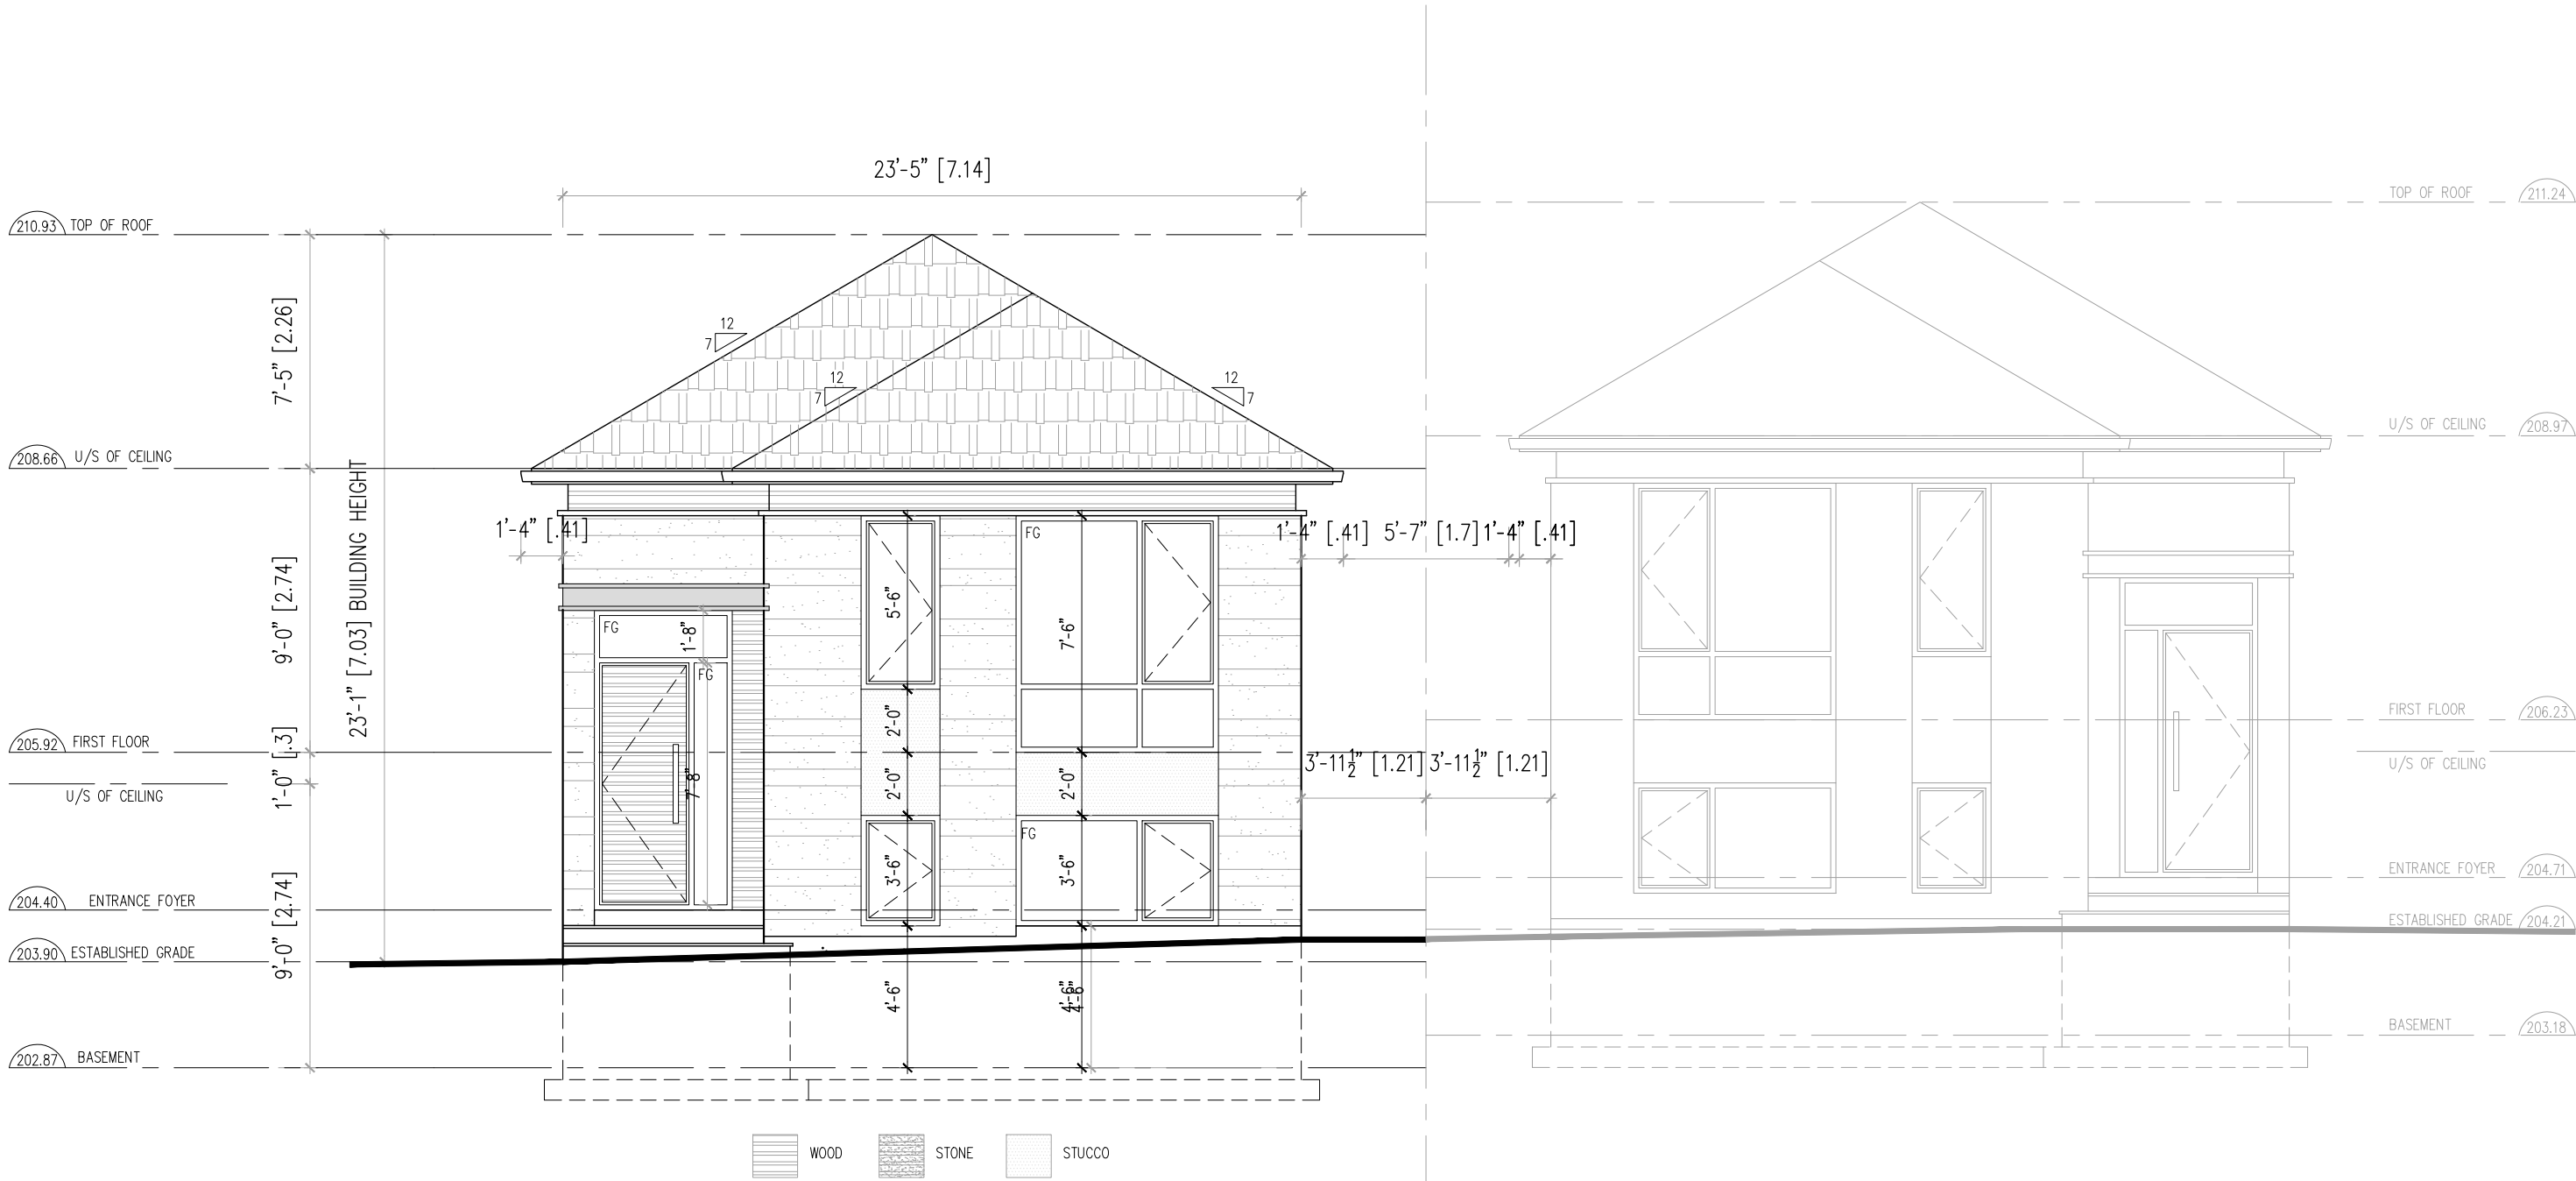 23'-5" [7.14]
210.93 TOP OF ROOF
TOP OF ROOF 211.24
7'-5" [2.26]
12
7
12
7
12
7
208.66 U/S OF CEILING
U/S OF CEILING 208.97
23'-1" [7.03] BUILDING HEIGHT
9'-0" [2.74]
1'-4" [.41]
1'-4" [.41] 5'-7" [1.7] 1'-4" [.41]
FG
5'-6"
7'-6"
FG
1'-8"
FG
7'-8"
2'-0"
205.92 FIRST FLOOR
FIRST FLOOR 206.23
1'-0" [.3]
2'-0"
2'-0"
3'-11½" [1.21] 3'-11½" [1.21]
U/S OF CEILING
U/S OF CEILING
FG
3'-6"
3'-6"
9'-0" [2.74]
204.40 ENTRANCE FOYER
ENTRANCE FOYER 204.71
203.90 ESTABLISHED GRADE
ESTABLISHED GRADE 204.21
4'-6"
4'-6"
4'-6"
202.87 BASEMENT
BASEMENT 203.18
WOOD
STONE
STUCCO